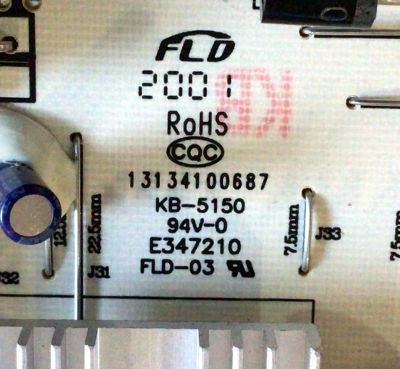 FLD
2001
RoHS
CQC
13134100687
KB-5150
94V-0
E347210
FLD-03
22.5mm
J31
7.5mm
J33
7.5mm